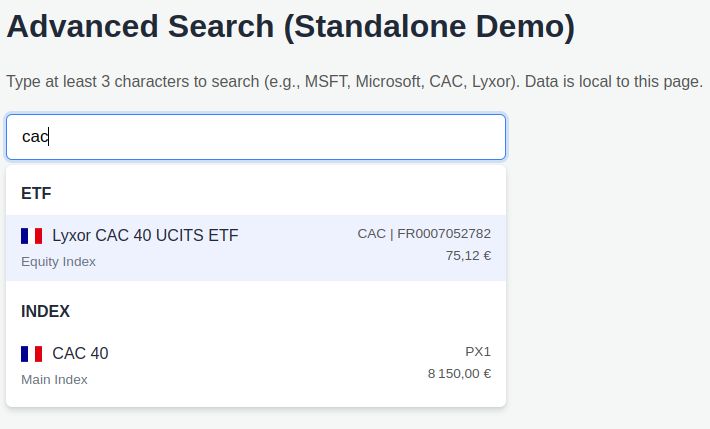 Advanced Search (Standalone Demo)
Type at least 3 characters to search (e.g., MSFT, Microsoft, CAC, Lyxor). Data is local to this page.
cac
ETF
Lyxor CAC 40 UCITS ETF
CAC | FR0007052782
Equity Index
75,12 €
INDEX
CAC 40
PX1
Main Index
8 150,00 €